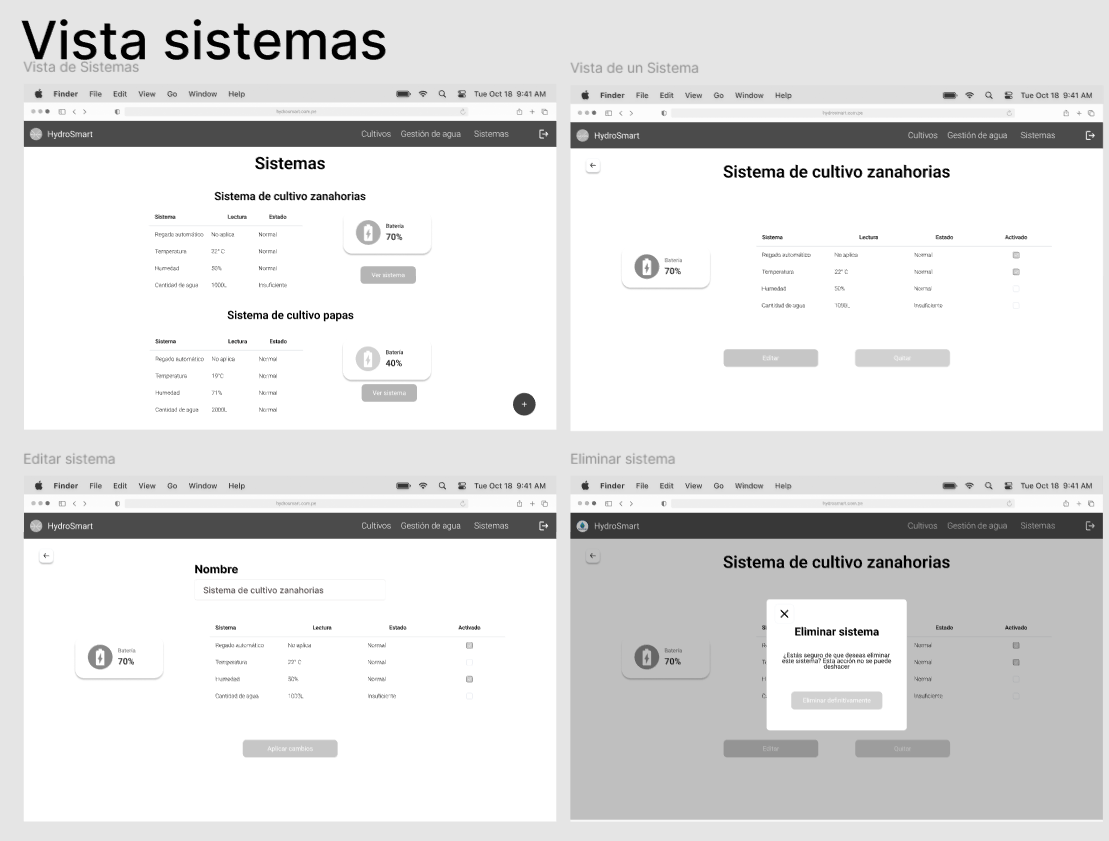 Vista sistemas
Vista de Sistemas
Finder File Edit View Go Window Help Tue Oct 18 9:41 AM
hydrosmart.com.pe
HydroSmart Cultivos Gestión de agua Sistemas
Sistemas
Sistema de cultivo zanahorias
Sistema Lectura Estado
Regado automático No aplica Normal
Temperatura 22° C Normal
Humedad 50% Normal
Cantidad de agua 1000L Insuficiente
Batería
70%
Ver sistema
Sistema de cultivo papas
Sistema Lectura Estado
Regado automático No aplica Normal
Temperatura 19°C Normal
Humedad 71% Normal
Cantidad de agua 2000L Normal
Batería
40%
Ver sistema
+
Vista de un Sistema
Finder File Edit View Go Window Help Tue Oct 18 9:41 AM
hydrosmart.com.pe
HydroSmart Cultivos Gestión de agua Sistemas
Sistema de cultivo zanahorias
Batería
70%
Sistema Lectura Estado Activado
Regado automático No aplica Normal
Temperatura 22° C Normal
Humedad 50% Normal
Cantidad de agua 1000L Insuficiente
Editar Quitar
Editar sistema
Finder File Edit View Go Window Help Tue Oct 18 9:41 AM
hydrosmart.com.pe
HydroSmart Cultivos Gestión de agua Sistemas
Nombre
Sistema de cultivo zanahorias
Batería
70%
Sistema Lectura Estado Activado
Regado automático No aplica Normal
Temperatura 22° C Normal
Humedad 50% Normal
Cantidad de agua 1000L Insuficiente
Aplicar cambios
Eliminar sistema
Finder File Edit View Go Window Help Tue Oct 18 9:41 AM
hydrosmart.com.pe
HydroSmart Cultivos Gestión de agua Sistemas
Sistema de cultivo zanahorias
Batería
70%
Estado Activado
Normal
Normal
Normal
Insuficiente
Eliminar sistema
¿Estás seguro de que deseas eliminar
este sistema? Esta acción no se puede
deshacer
Eliminar definitivamente
Editar Quitar